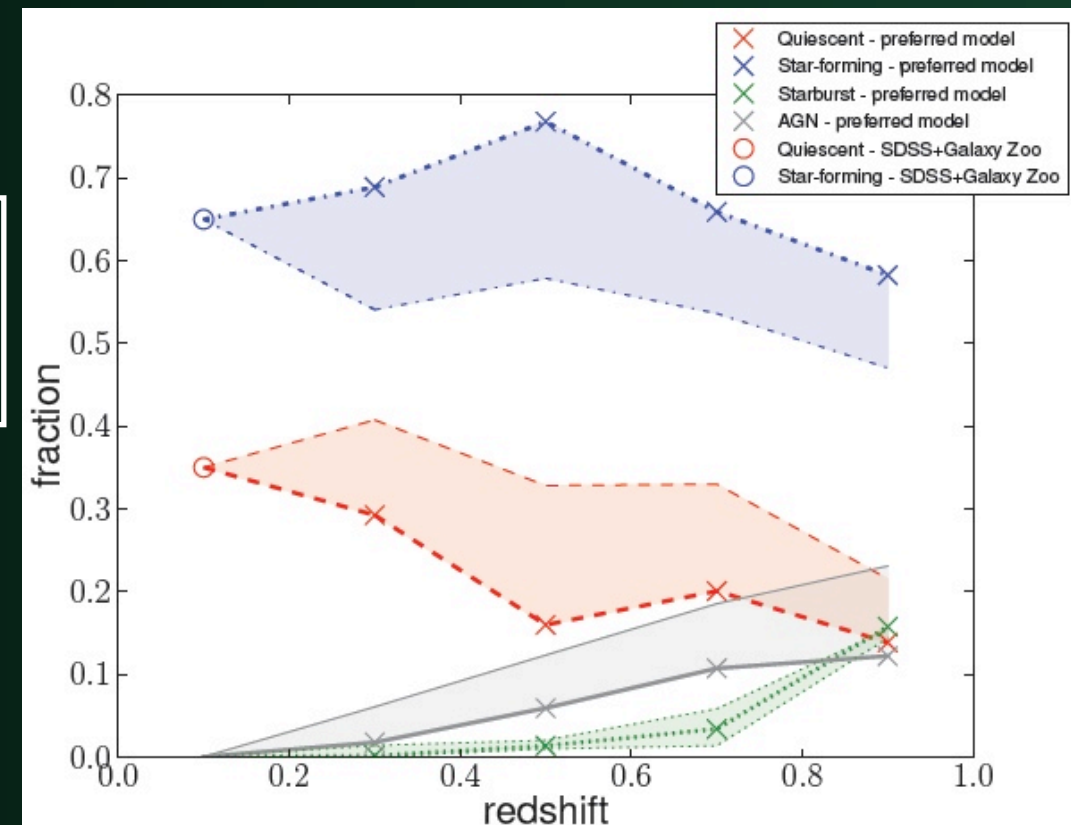 Quiescent - preferred model
Star-forming - preferred model
Starburst - preferred model
AGN - preferred model
Quiescent - SDSS+Galaxy Zoo
Star-forming - SDSS+Galaxy Zoo
0.8
0.7
0.6
0.5
0.4
0.3
0.2
0.1
0.0
fraction
0.0 0.2 0.4 0.6 0.8 1.0
redshift